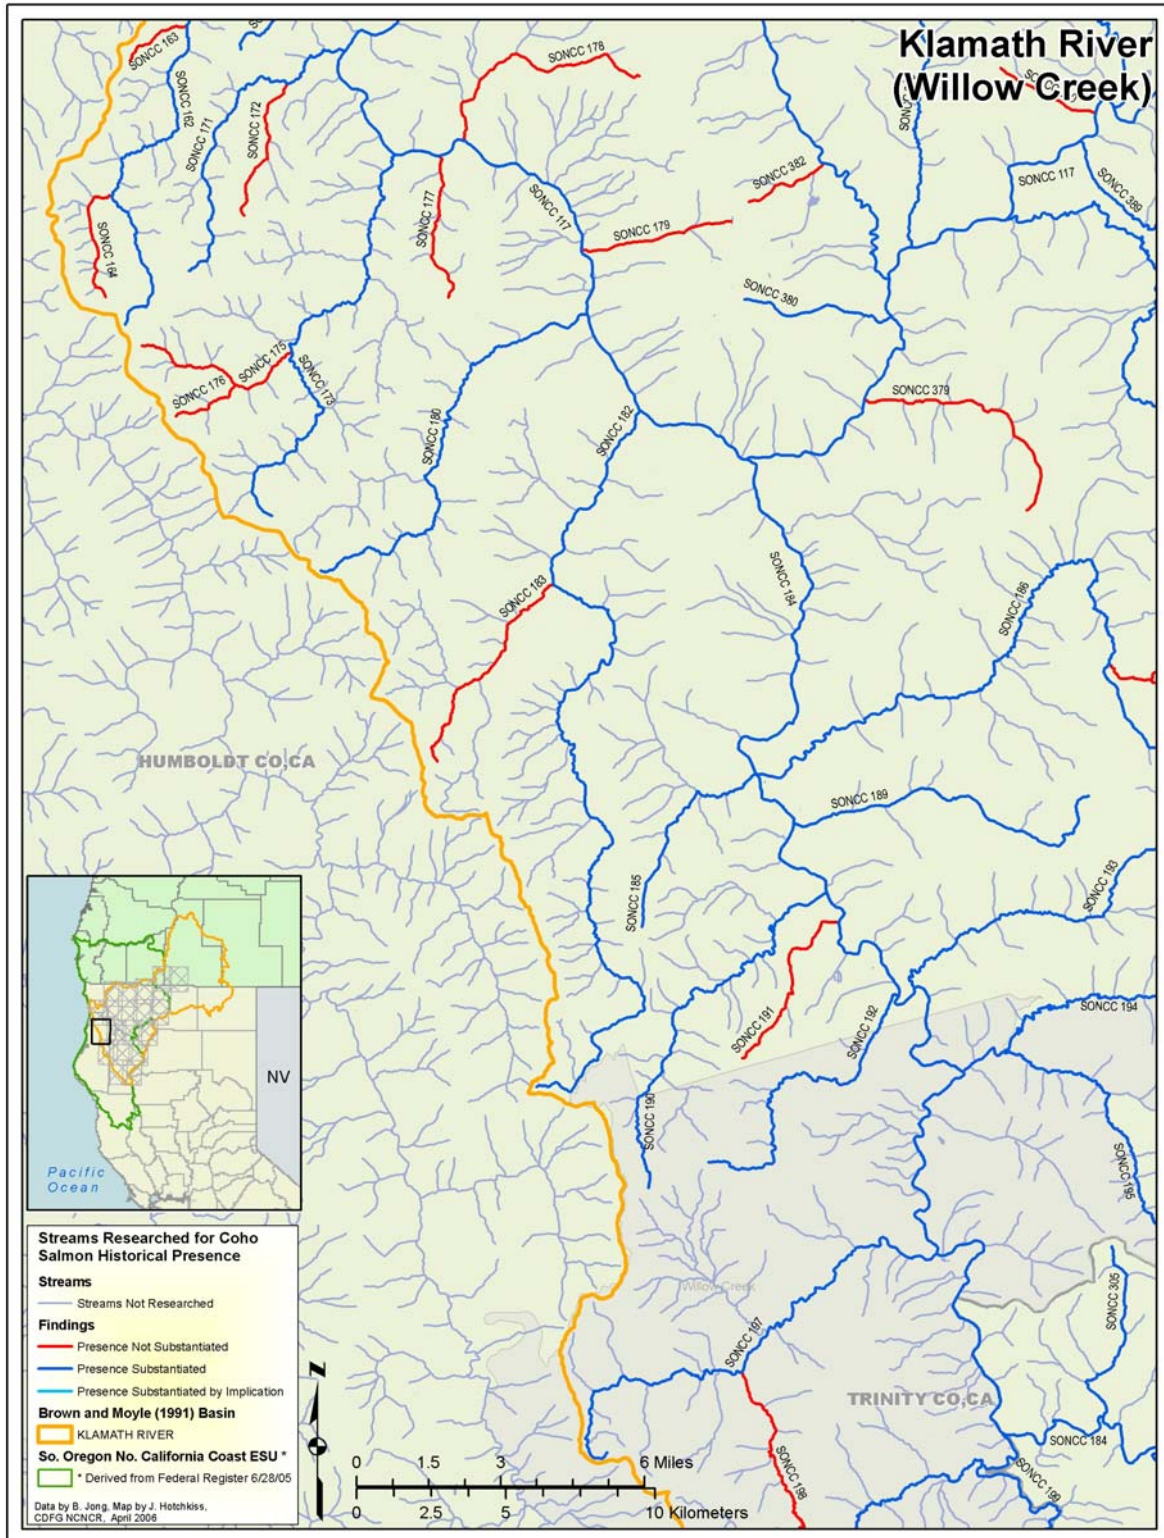 Klamath River
(Willow Creek)
SONCC 163
SONCC 178
SONCC 162
SONCC 171
SONCC 172
SONCC 382
SONCC 117
SONCC 389
SONCC 177
SONCC 117
SONCC 179
SONCC 164
SONCC 380
SONCC 175
SONCC 176
SONCC 173
SONCC 379
SONCC 180
SONCC 182
SONCC 183
SONCC 184
SONCC 186
HUMBOLDT CO,CA
SONCC 189
SONCC 185
SONCC 193
SONCC 191
SONCC 192
SONCC 194
SONCC 190
SONCC 195
Willow Creek
SONCC 305
SONCC 197
TRINITY CO,CA
SONCC 184
SONCC 198
SONCC 199
NV
Pacific
Ocean
Streams Researched for Coho
Salmon Historical Presence
Streams
Streams Not Researched
Findings
Presence Not Substantiated
Presence Substantiated
Presence Substantiated by Implication
Brown and Moyle (1991) Basin
KLAMATH RIVER
So. Oregon No. California Coast ESU *
* Derived from Federal Register 6/28/05
Data by B. Jong, Map by J. Hotchkiss,
CDFG NCNCR, April 2006
Z
0 1.5 3 6 Miles
0 2.5 5 10 Kilometers